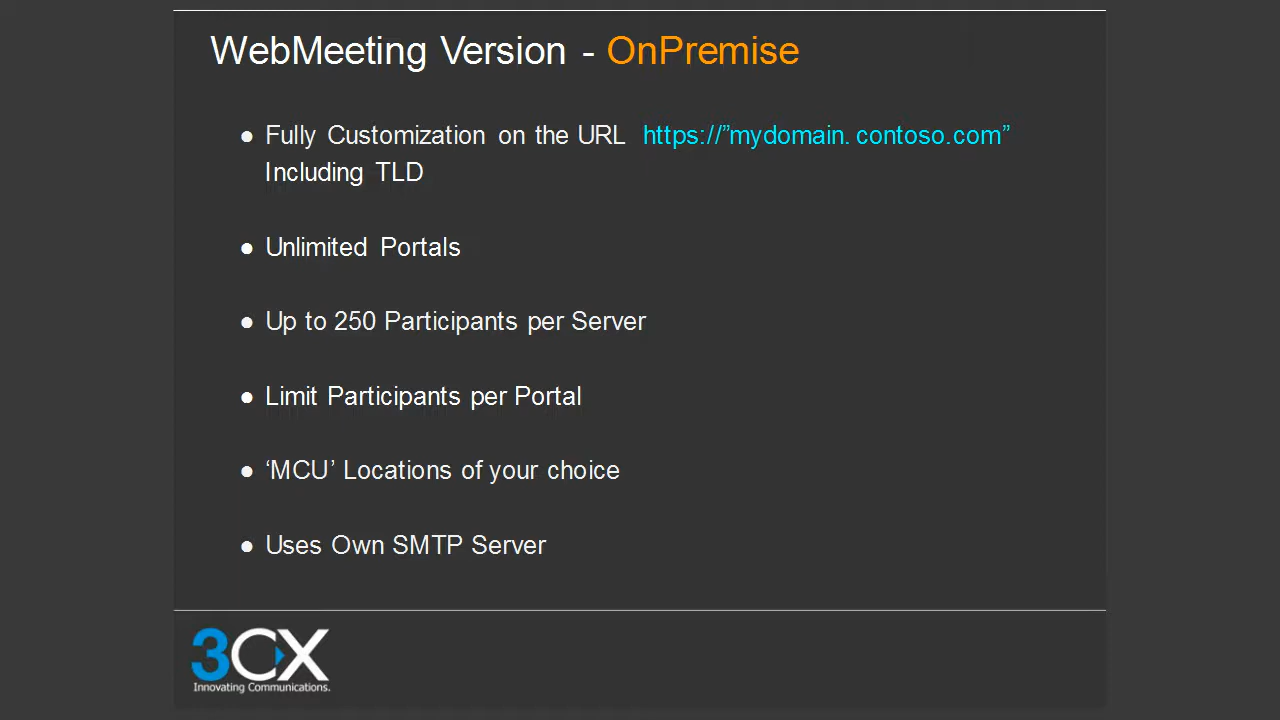 WebMeeting Version - OnPremise
● Fully Customization on the URL https://”mydomain. contoso.com”
Including TLD
● Unlimited Portals
● Up to 250 Participants per Server
● Limit Participants per Portal
● ‘MCU’ Locations of your choice
● Uses Own SMTP Server
3CX
Innovating Communications.